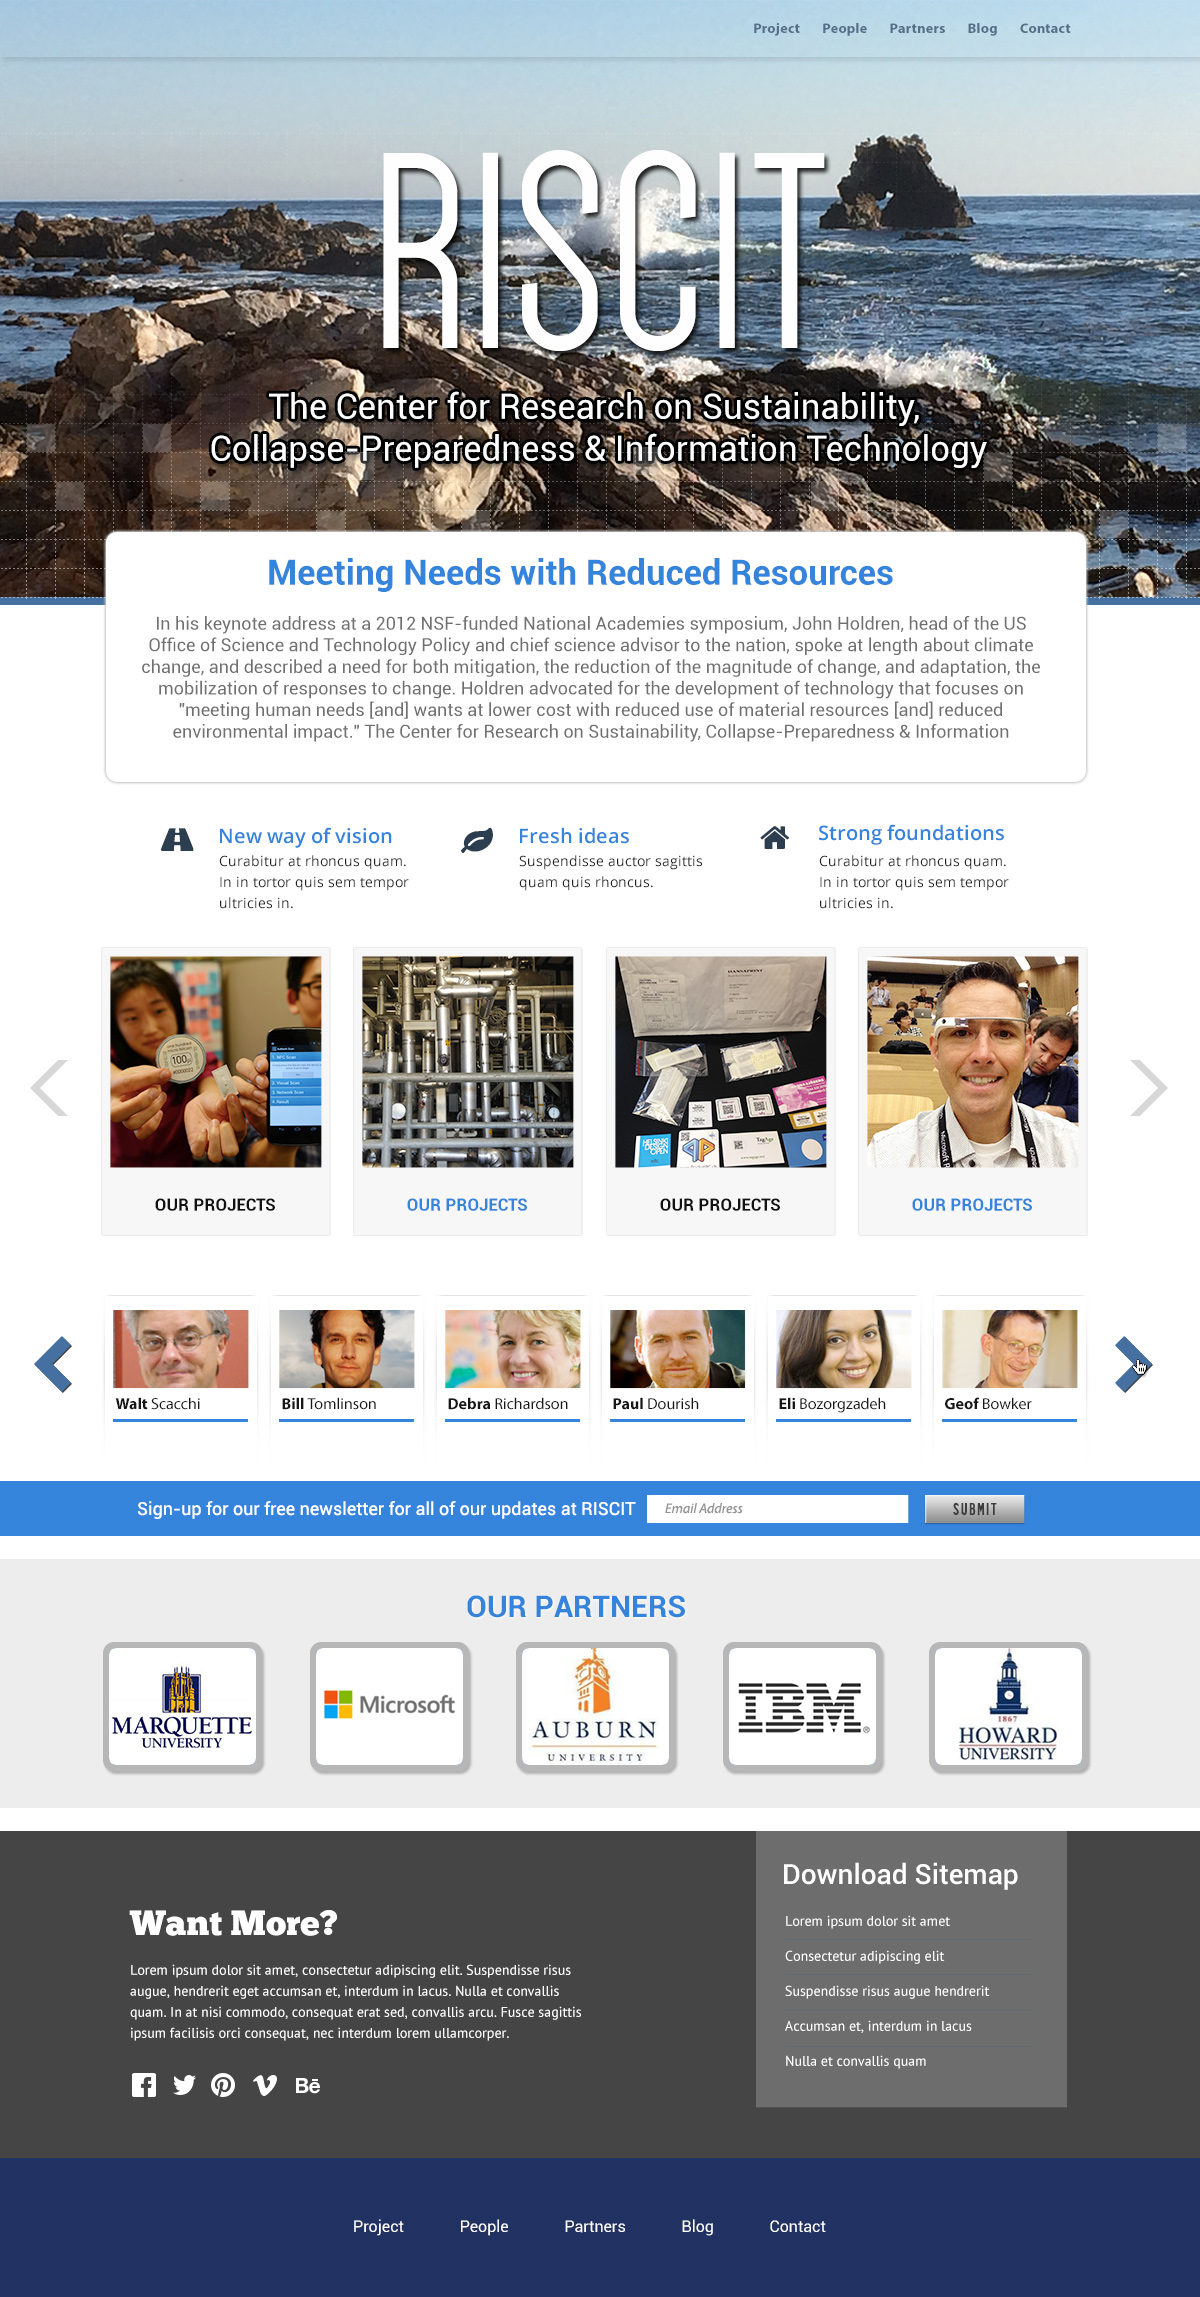 Project People Partners Blog Contact
RISCIT
The Center for Research on Sustainability,
Collapse-Preparedness & Information Technology
Meeting Needs with Reduced Resources
In his keynote address at a 2012 NSF-funded National Academies symposium, John Holdren, head of the US
Office of Science and Technology Policy and chief science advisor to the nation, spoke at length about climate
change, and described a need for both mitigation, the reduction of the magnitude of change, and adaptation, the
mobilization of responses to change. Holdren advocated for the development of technology that focuses on
"meeting human needs [and] wants at lower cost with reduced use of material resources [and] reduced
environmental impact." The Center for Research on Sustainability, Collapse-Preparedness & Information
New way of vision
Curabitur at rhoncus quam.
In in tortor quis sem tempor
ultricies in.
Fresh ideas
Suspendisse auctor sagittis
quam quis rhoncus.
Strong foundations
Curabitur at rhoncus quam.
In in tortor quis sem tempor
ultricies in.
100
HELSINKI
DESIGN
OPEN
OUR PROJECTS
OUR PROJECTS
OUR PROJECTS
OUR PROJECTS
Walt Scacchi
Bill Tomlinson
Debra Richardson
Paul Dourish
Eli Bozorgzadeh
Geof Bowker
Sign-up for our free newsletter for all of our updates at RISCIT
Email Address
SUBMIT
OUR PARTNERS
MARQUETTE
UNIVERSITY
Microsoft
AUBURN
UNIVERSITY
IBM®
1867
HOWARD
UNIVERSITY
Want More?
Lorem ipsum dolor sit amet, consectetur adipiscing elit. Suspendisse risus
augue, hendrerit eget accumsan et, interdum in lacus. Nulla et convallis
quam. In at nisi commodo, consequat erat sed, convallis arcu. Fusce sagittis
ipsum facilisis orci consequat, nec interdum lorem ullamcorper.
Bē
Download Sitemap
Lorem ipsum dolor sit amet
Consectetur adipiscing elit
Suspendisse risus augue hendrerit
Accumsan et, interdum in lacus
Nulla et convallis quam
Project People Partners Blog Contact